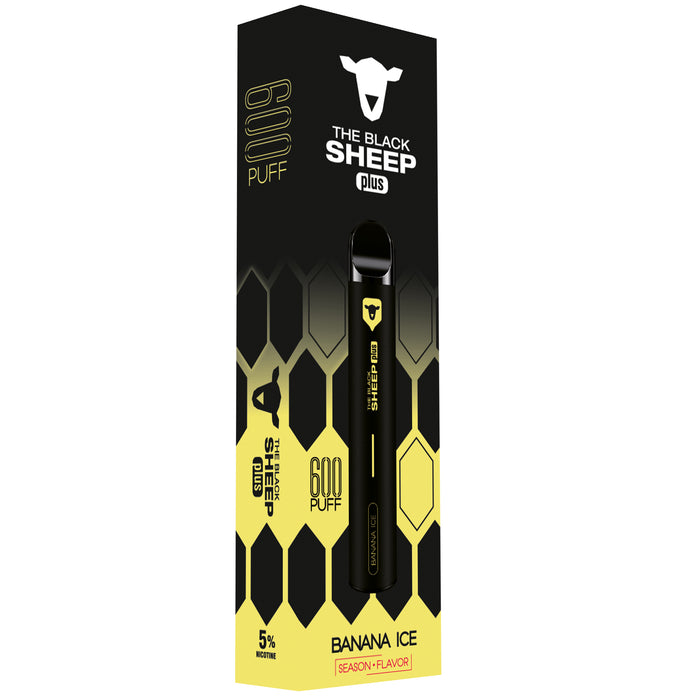 600
PUFF
THE BLACK
SHEEP
plus
THE BLACK
SHEEP plus
BANANA ICE
THE BLACK
SHEEP
plus
600
PUFF
5%
NICOTINE
BANANA ICE
SEASON • FLAVOR